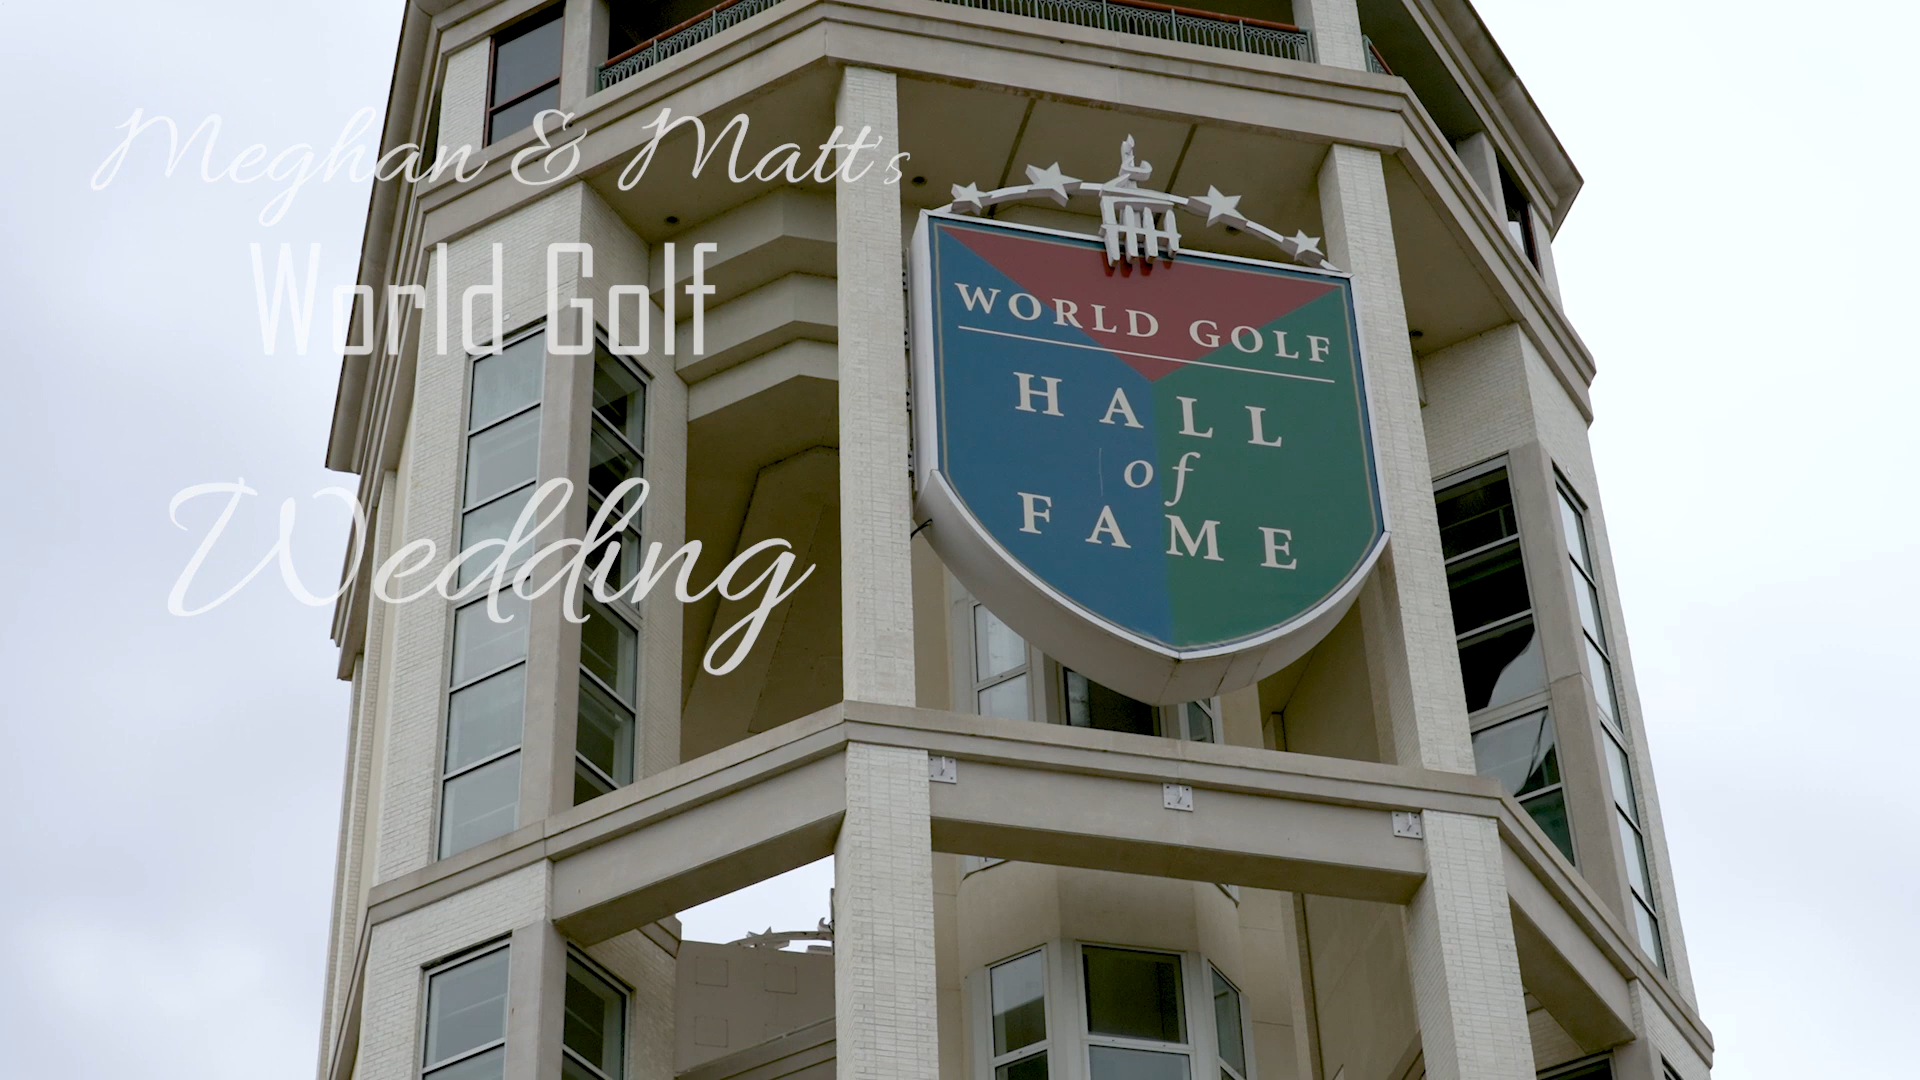 Meghan & Matt's
World Golf
Wedding
WORLD GOLF
HALL
of
FAME